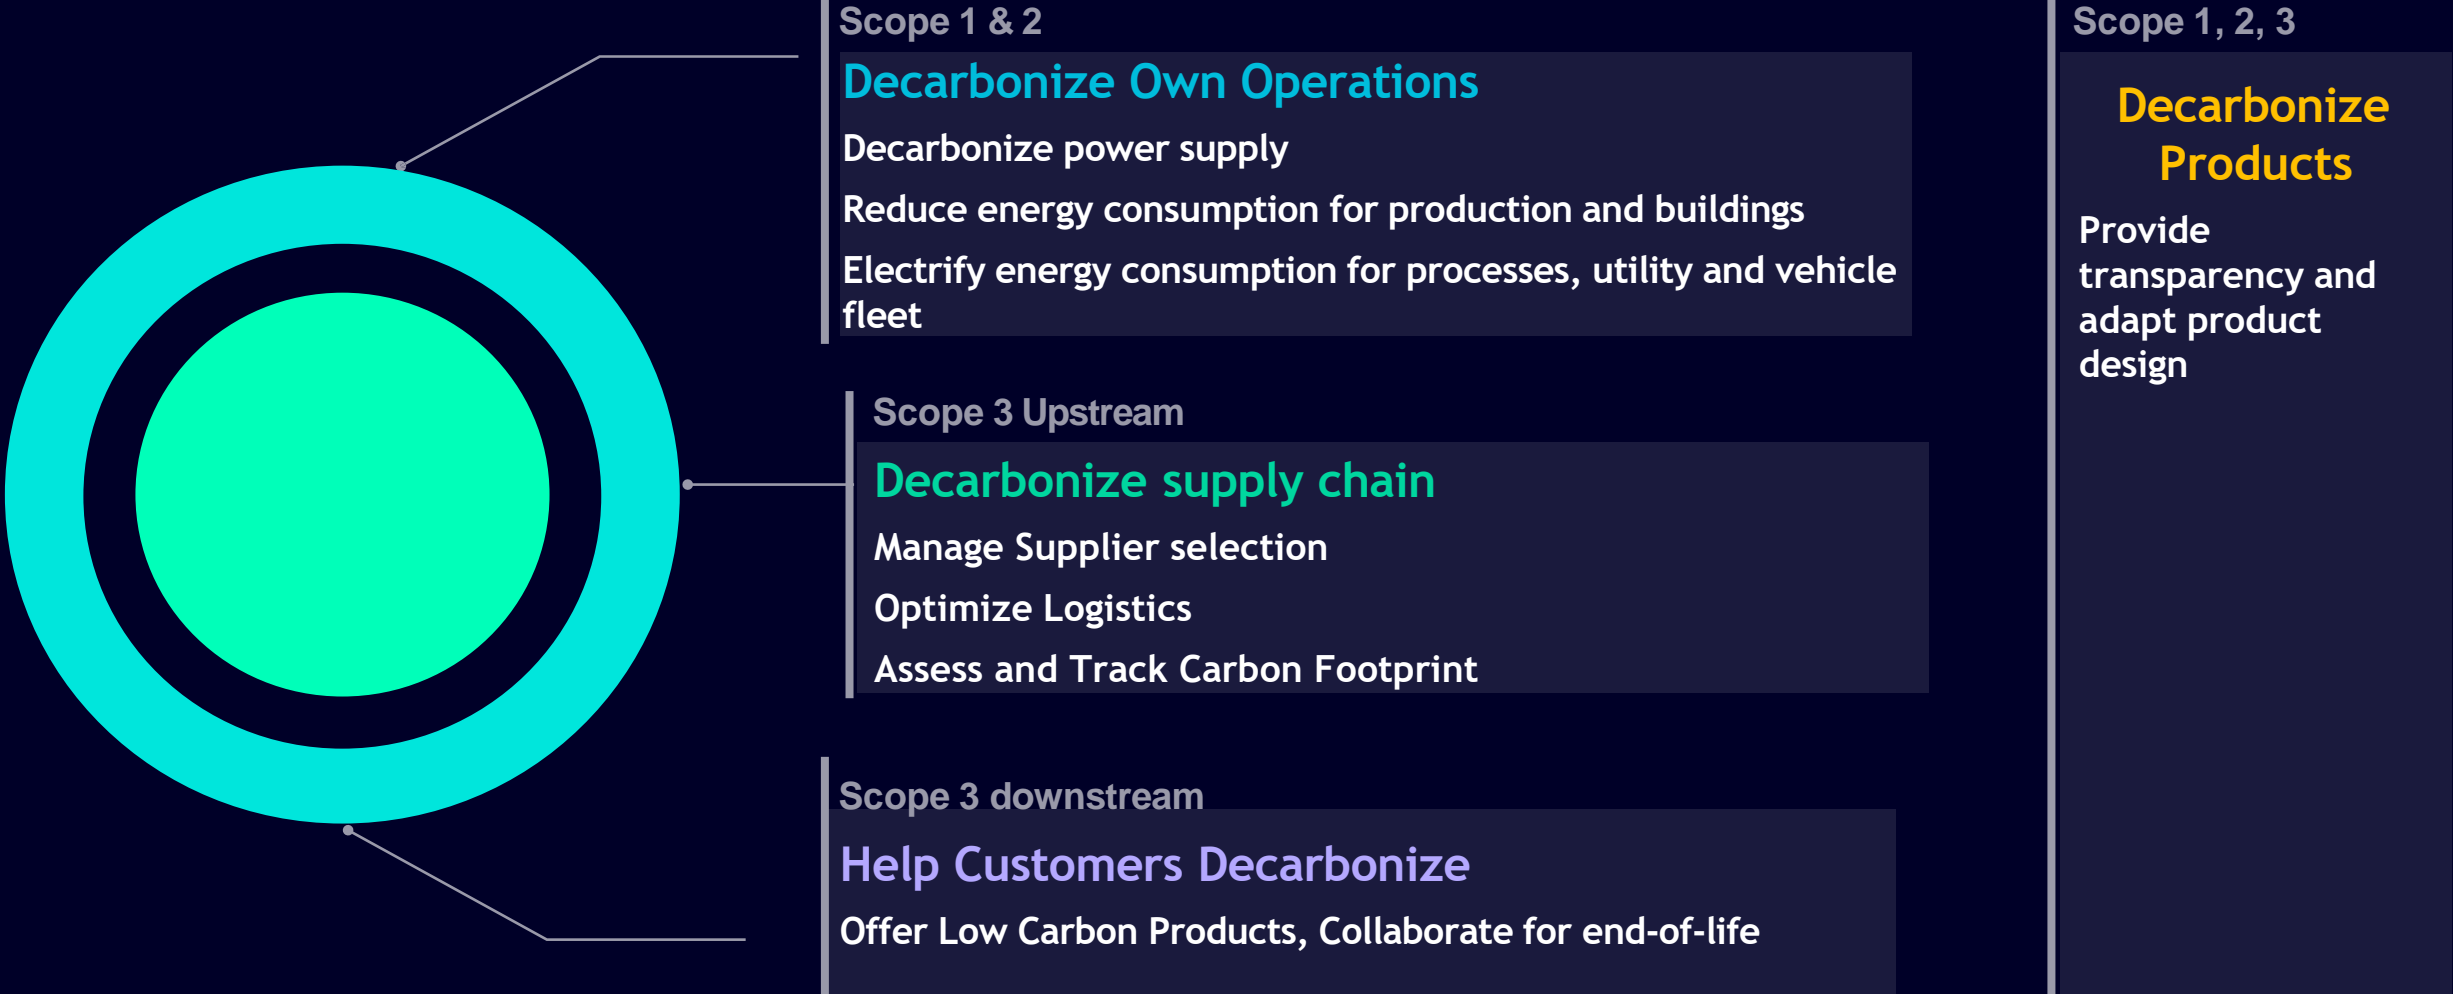 Scope 1 & 2
Decarbonize Own Operations
Decarbonize power supply
Reduce energy consumption for production and buildings
Electrify energy consumption for processes, utility and vehicle
fleet
Scope 3 Upstream
Decarbonize supply chain
Manage Supplier selection
Optimize Logistics
Assess and Track Carbon Footprint
Scope 3 downstream
Help Customers Decarbonize
Offer Low Carbon Products, Collaborate for end-of-life
Scope 1, 2, 3
Decarbonize
Products
Provide
transparency and
adapt product
design